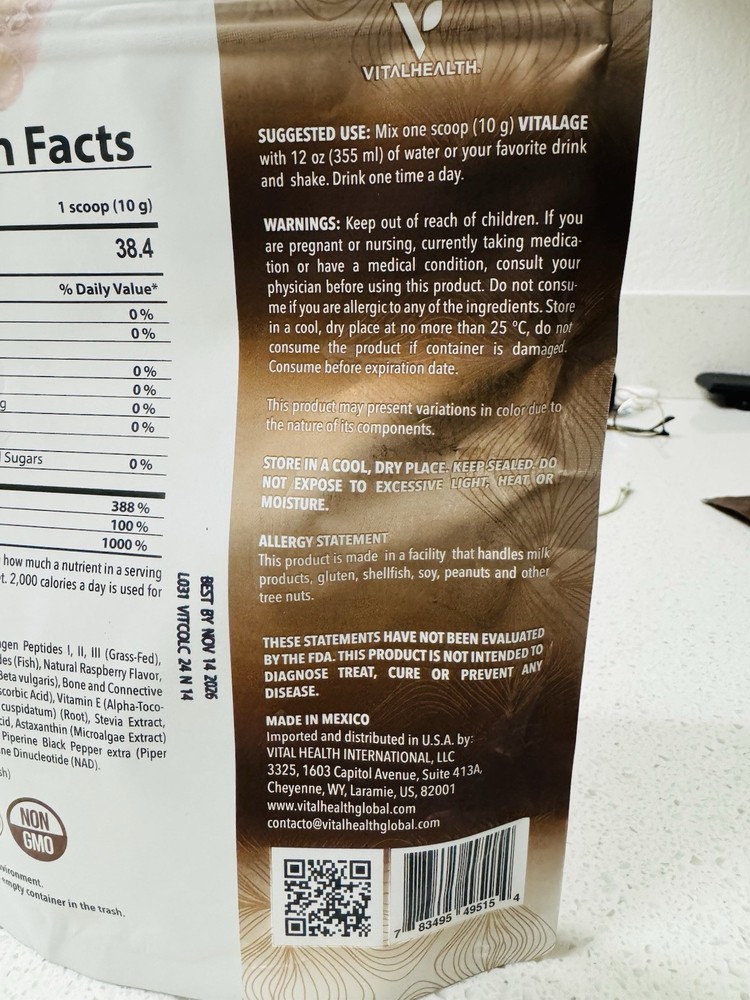 n Facts
1 scoop (10 g)
38.4
% Daily Value*
0 %
0 %
0 %
0 %
g 0 %
0 %
Sugars 0 %
388 %
100 %
1000 %
how much a nutrient in a serving
t. 2,000 calories a day is used for
gen Peptides I, II, III (Grass-Fed),
des (Fish), Natural Raspberry Flavor,
Beta vulgaris), Bone and Connective
scorbic Acid), Vitamin E (Alpha-Toco-
cuspidatum) (Root), Stevia Extract,
cid, Astaxanthin (Microalgae Extract)
Piperine Black Pepper extra (Piper
ne Dinucleotide (NAD).
sh)
NON
GMO
vironment.
empty container in the trash.
BEST BY NOV 14 2026
L031 VITCOLC 24 N 14
VITALHEALTH.
SUGGESTED USE: Mix one scoop (10 g) VITALAGE
with 12 oz (355 ml) of water or your favorite drink
and shake. Drink one time a day.
WARNINGS: Keep out of reach of children. If you
are pregnant or nursing, currently taking medica-
tion or have a medical condition, consult your
physician before using this product. Do not consu-
me if you are allergic to any of the ingredients. Store
in a cool, dry place at no more than 25 °C, do not
consume the product if container is damaged.
Consume before expiration date.
This product may present variations in color due to
the nature of its components.
STORE IN A COOL, DRY PLACE. KEEP SEALED. DO
NOT EXPOSE TO EXCESSIVE LIGHT, HEAT OR
MOISTURE.
ALLERGY STATEMENT
This product is made in a facility that handles milk
products, gluten, shellfish, soy, peanuts and other
tree nuts.
THESE STATEMENTS HAVE NOT BEEN EVALUATED
BY THE FDA. THIS PRODUCT IS NOT INTENDED TO
DIAGNOSE TREAT, CURE OR PREVENT ANY
DISEASE.
MADE IN MEXICO
Imported and distributed in U.S.A. by:
VITAL HEALTH INTERNATIONAL, LLC
3325, 1603 Capitol Avenue, Suite 413A,
Cheyenne, WY, Laramie, US, 82001
www.vitalhealthglobal.com
contacto@vitalhealthglobal.com
7 83495 49515 4